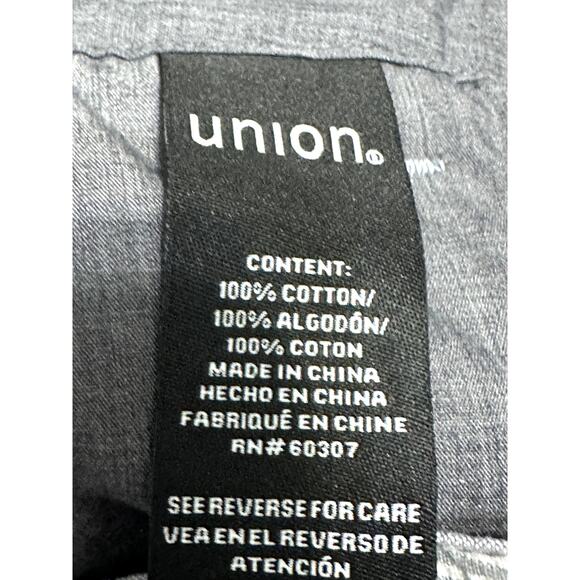 union®
CONTENT:
100% COTTON/
100% ALGODÓN/
100% COTON
MADE IN CHINA
HECHO EN CHINA
FABRIQUÉ EN CHINE
RN# 60307
SEE REVERSE FOR CARE
VEA EN EL REVERSO DE
ATENCIÓN